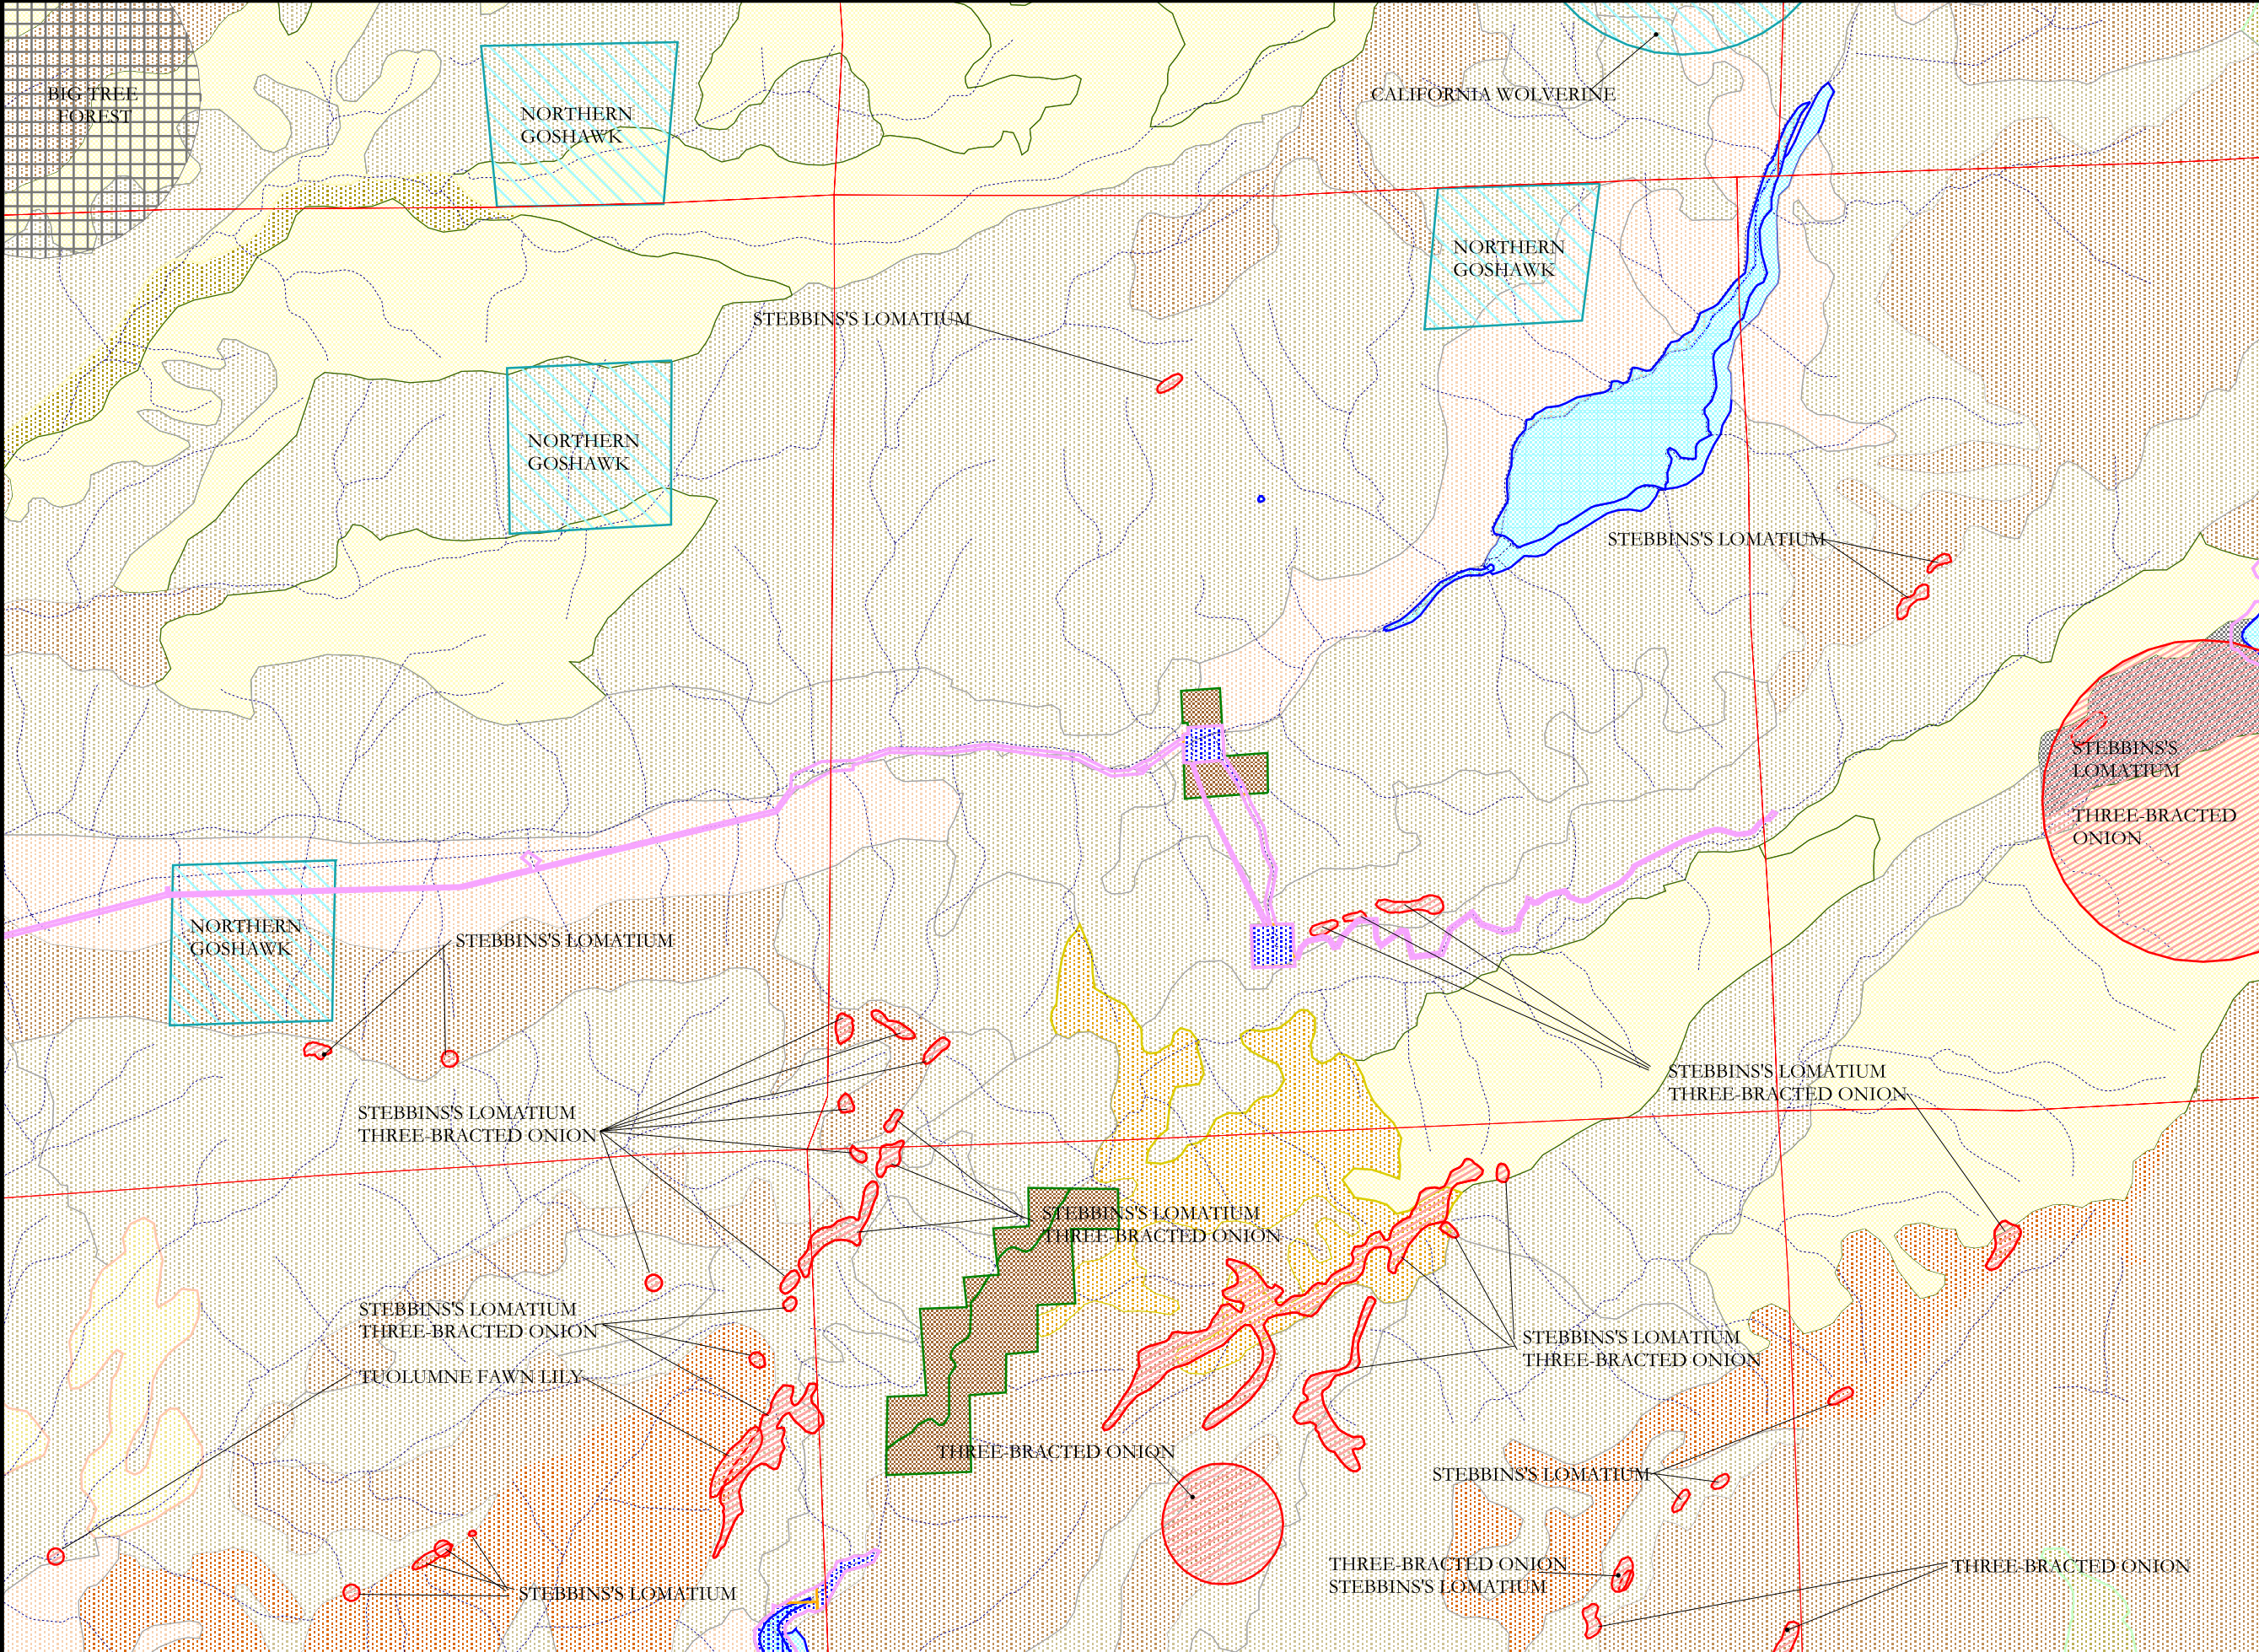 BIG TREE
FOREST
NORTHERN
GOSHAWK
CALIFORNIA WOLVERINE
NORTHERN
GOSHAWK
STEBBINS'S LOMATIUM
NORTHERN
GOSHAWK
STEBBINS'S LOMATIUM
STEBBINS'S
LOMATIUM
THREE-BRACTED
ONION
NORTHERN
GOSHAWK
STEBBINS'S LOMATIUM
STEBBINS'S LOMATIUM
THREE-BRACTED ONION
STEBBINS'S LOMATIUM
THREE-BRACTED ONION
STEBBINS'S LOMATIUM
THREE-BRACTED ONION
STEBBINS'S LOMATIUM
THREE-BRACTED ONION
STEBBINS'S LOMATIUM
THREE-BRACTED ONION
TUOLUMNE FAWN LILY
THREE-BRACTED ONION
STEBBINS'S LOMATIUM
THREE-BRACTED ONION
STEBBINS'S LOMATIUM
THREE-BRACTED ONION
STEBBINS'S LOMATIUM